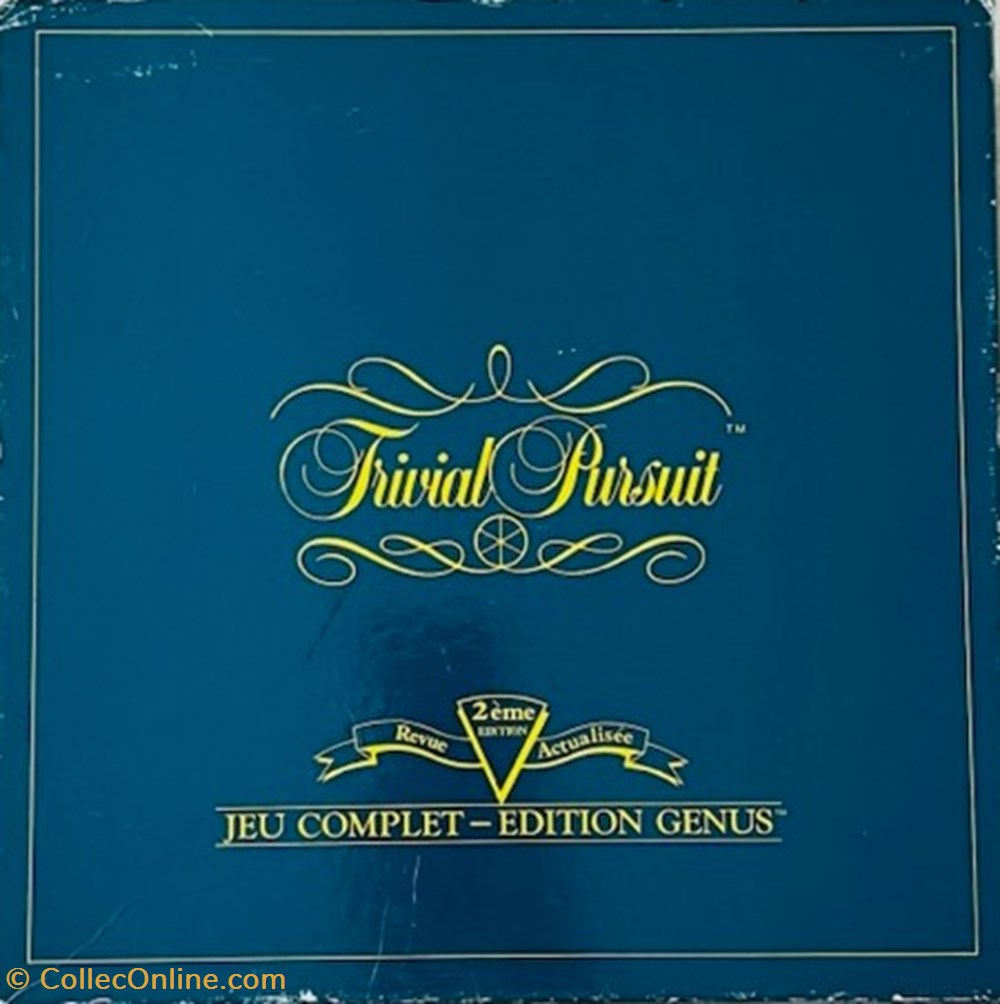 Trivial Pursuit™
2ème
EDITION
Revue Actualisée
JEU COMPLET – EDITION GENUS™
© CollecOnline.com